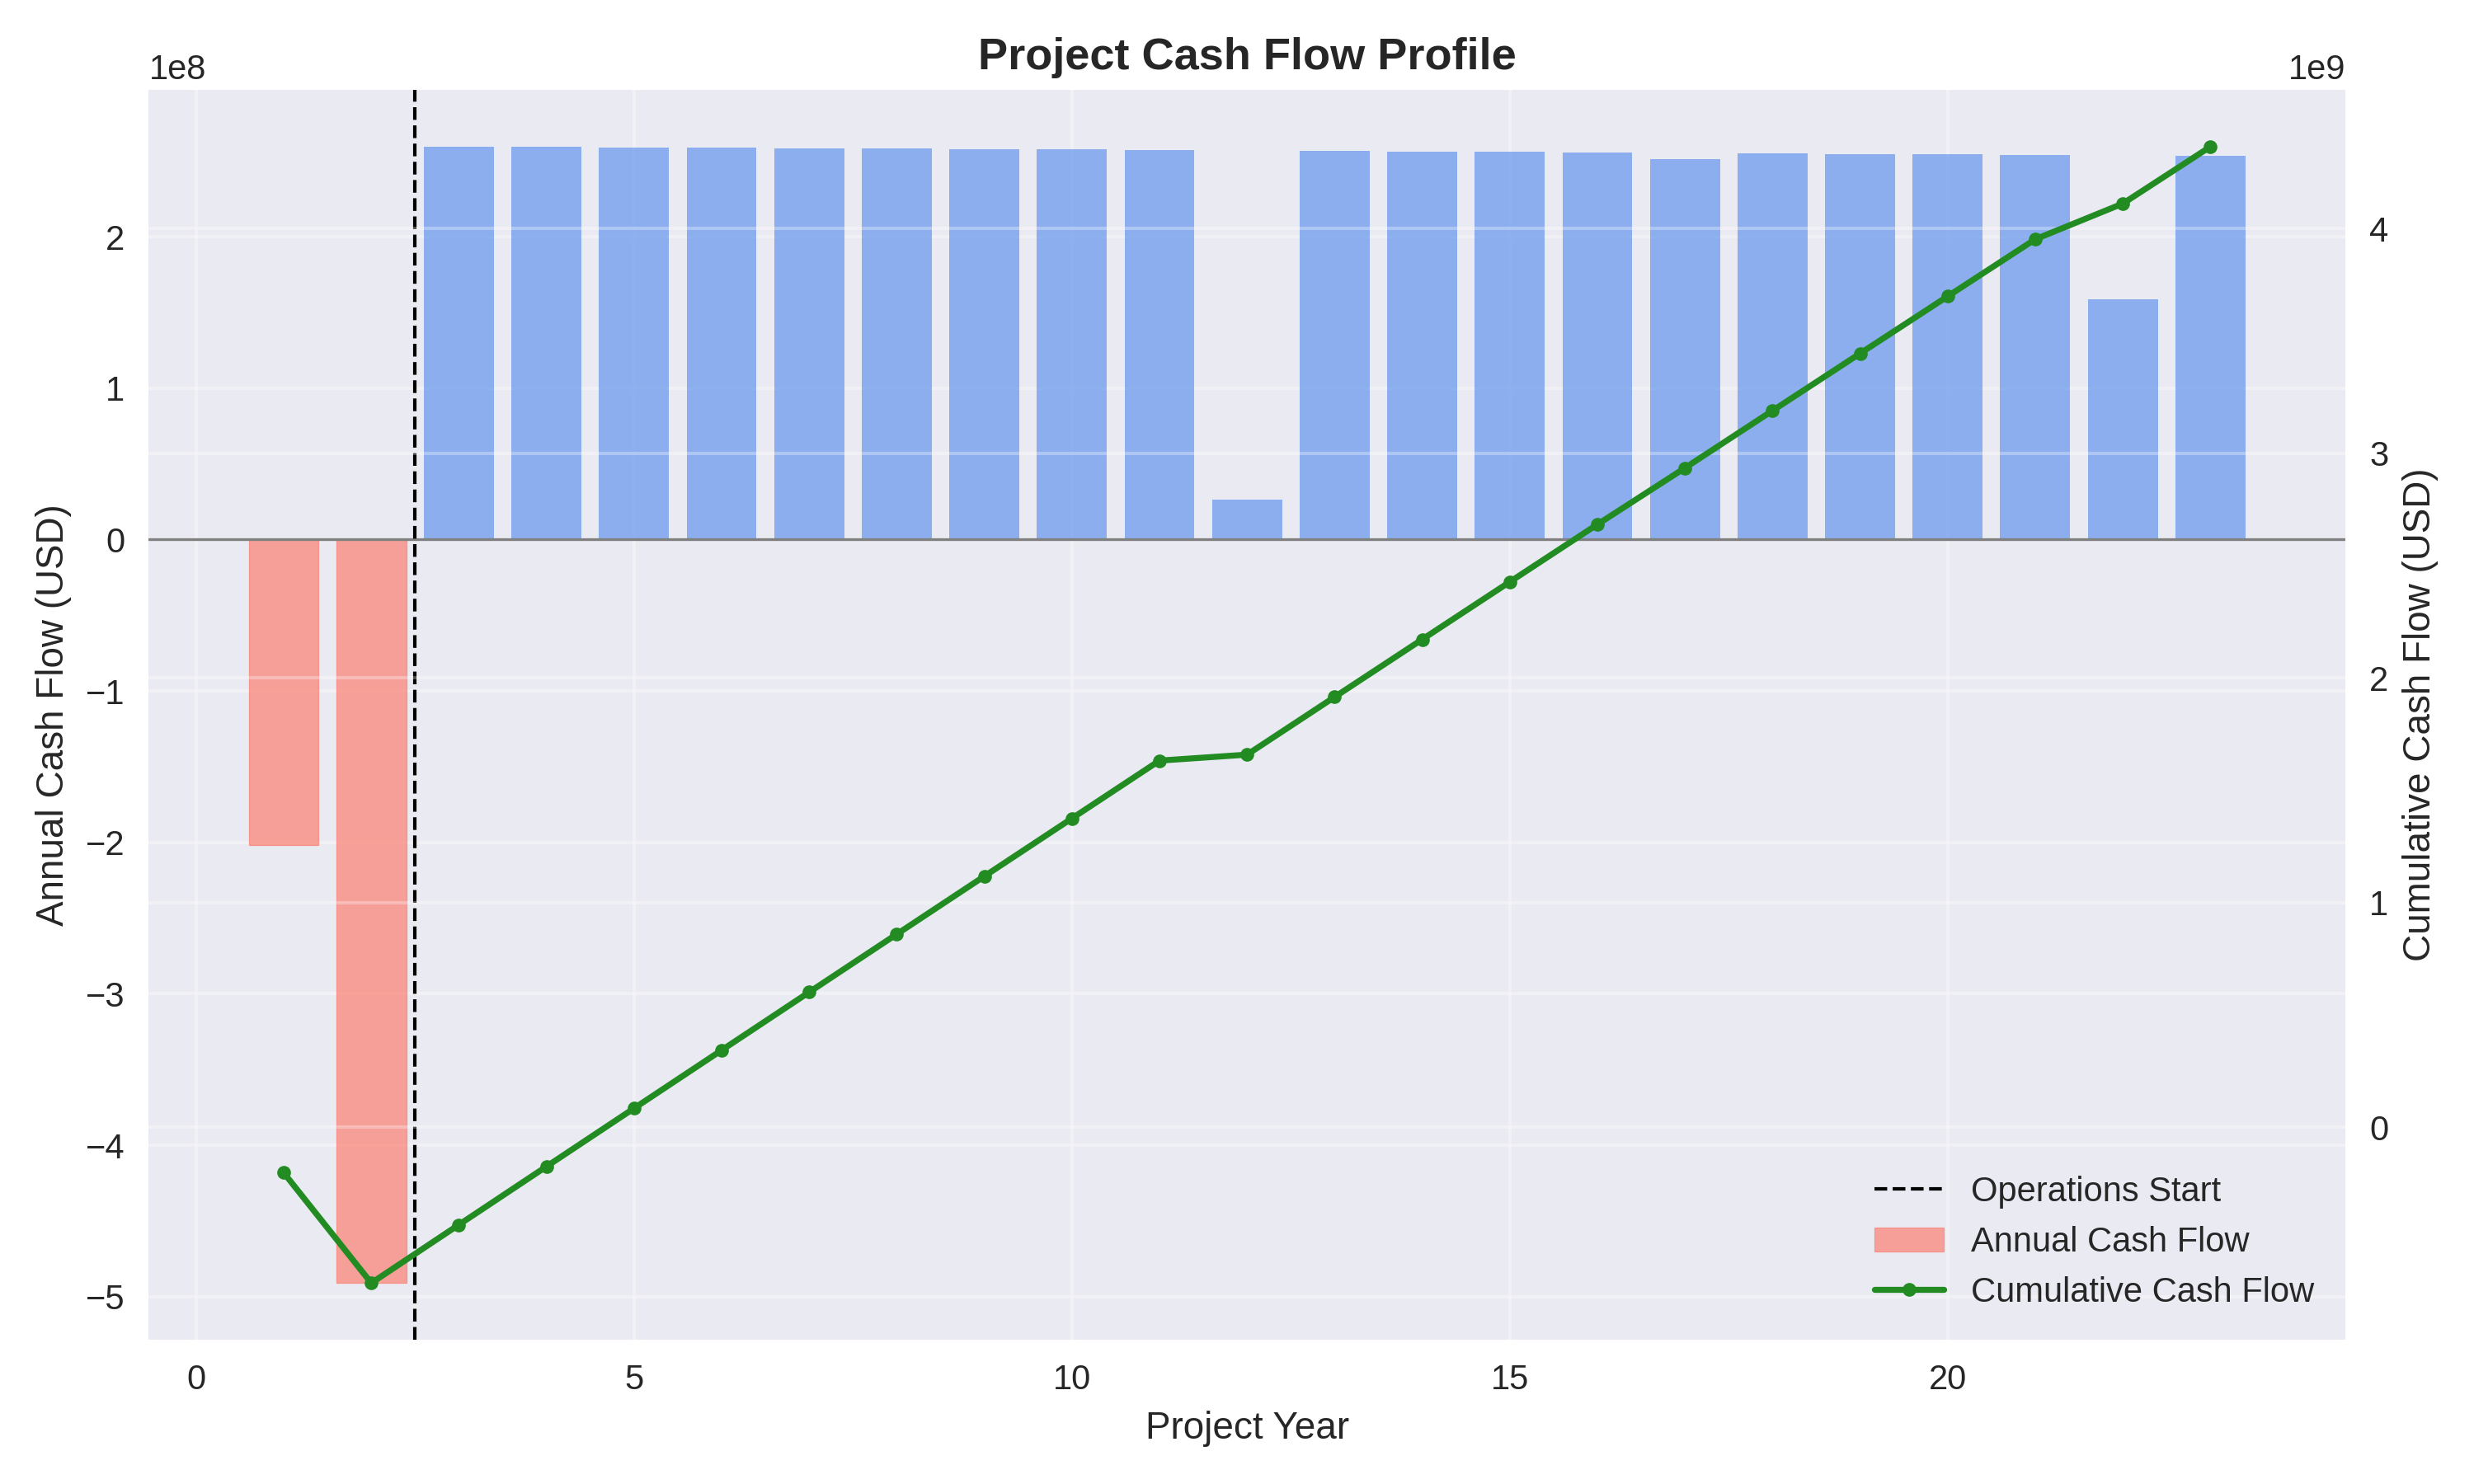 Project Cash Flow Profile
1e8
1e9
Annual Cash Flow (USD)
2
1
0
−1
−2
−3
−4
−5
4
3
2
1
0
Cumulative Cash Flow (USD)
Operations Start
Annual Cash Flow
Cumulative Cash Flow
0 5 10 15 20
Project Year